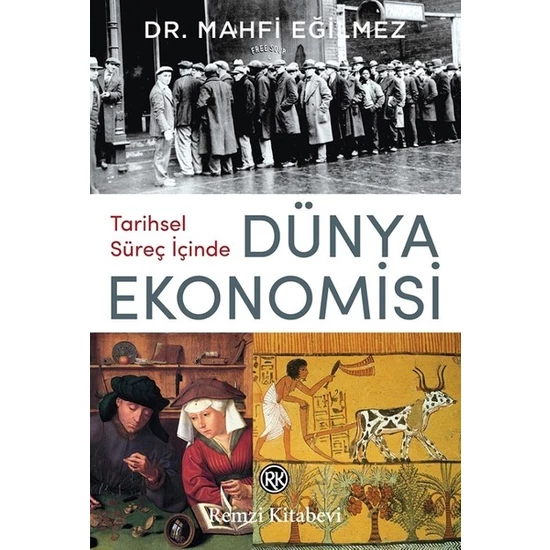 DR. MAHFİ EĞİLMEZ
FREE SOUP
Tarihsel
Süreç İçinde
DÜNYA
EKONOMİSİ
RK
Remzi Kitabevi